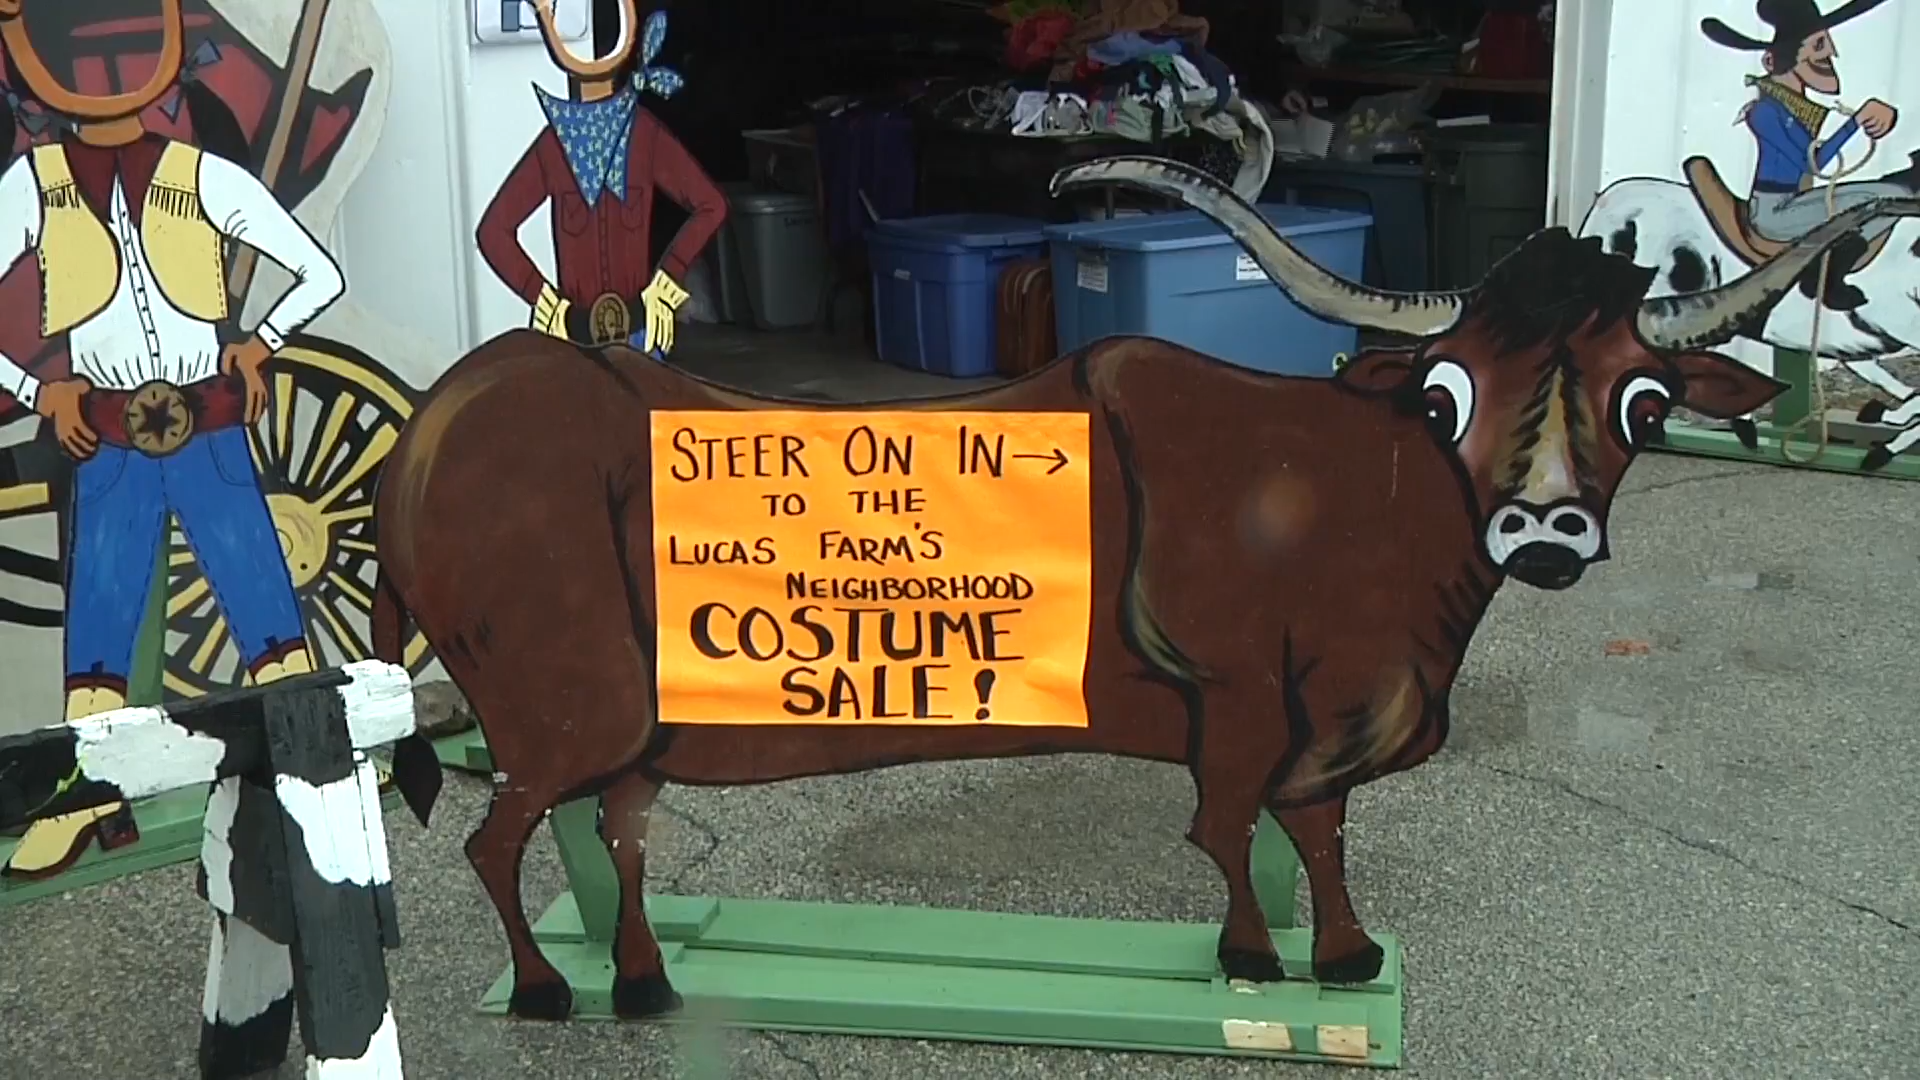 STEER ON IN→
TO THE
LUCAS FARM'S
NEIGHBORHOOD
COSTUME
SALE!